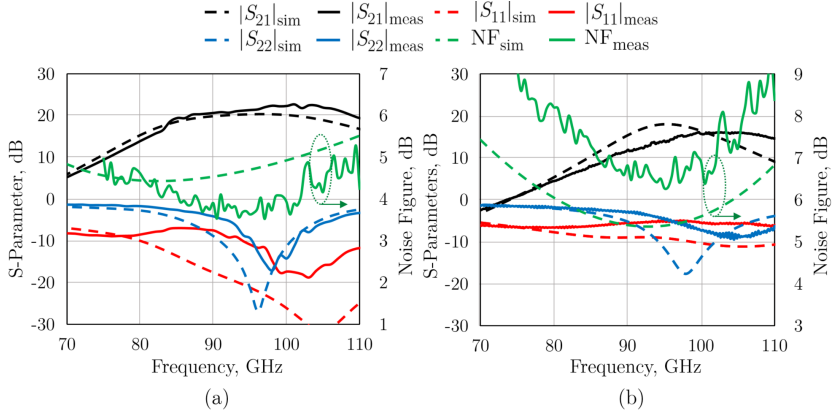 |S21|sim |S21|meas |S11|sim |S11|meas
|S22|sim |S22|meas NFsim NFmeas
30 20 10 0 -10 -20 -30
S-Parameter, dB
7 6 5 4 3 2 1
Noise Figure, dB
70 80 90 100 110
Frequency, GHz
(a)
30 20 10 0 -10 -20 -30
S-Parameters, dB
9 8 7 6 5 4 3
Noise Figure, dB
70 80 90 100 110
Frequency, GHz
(b)